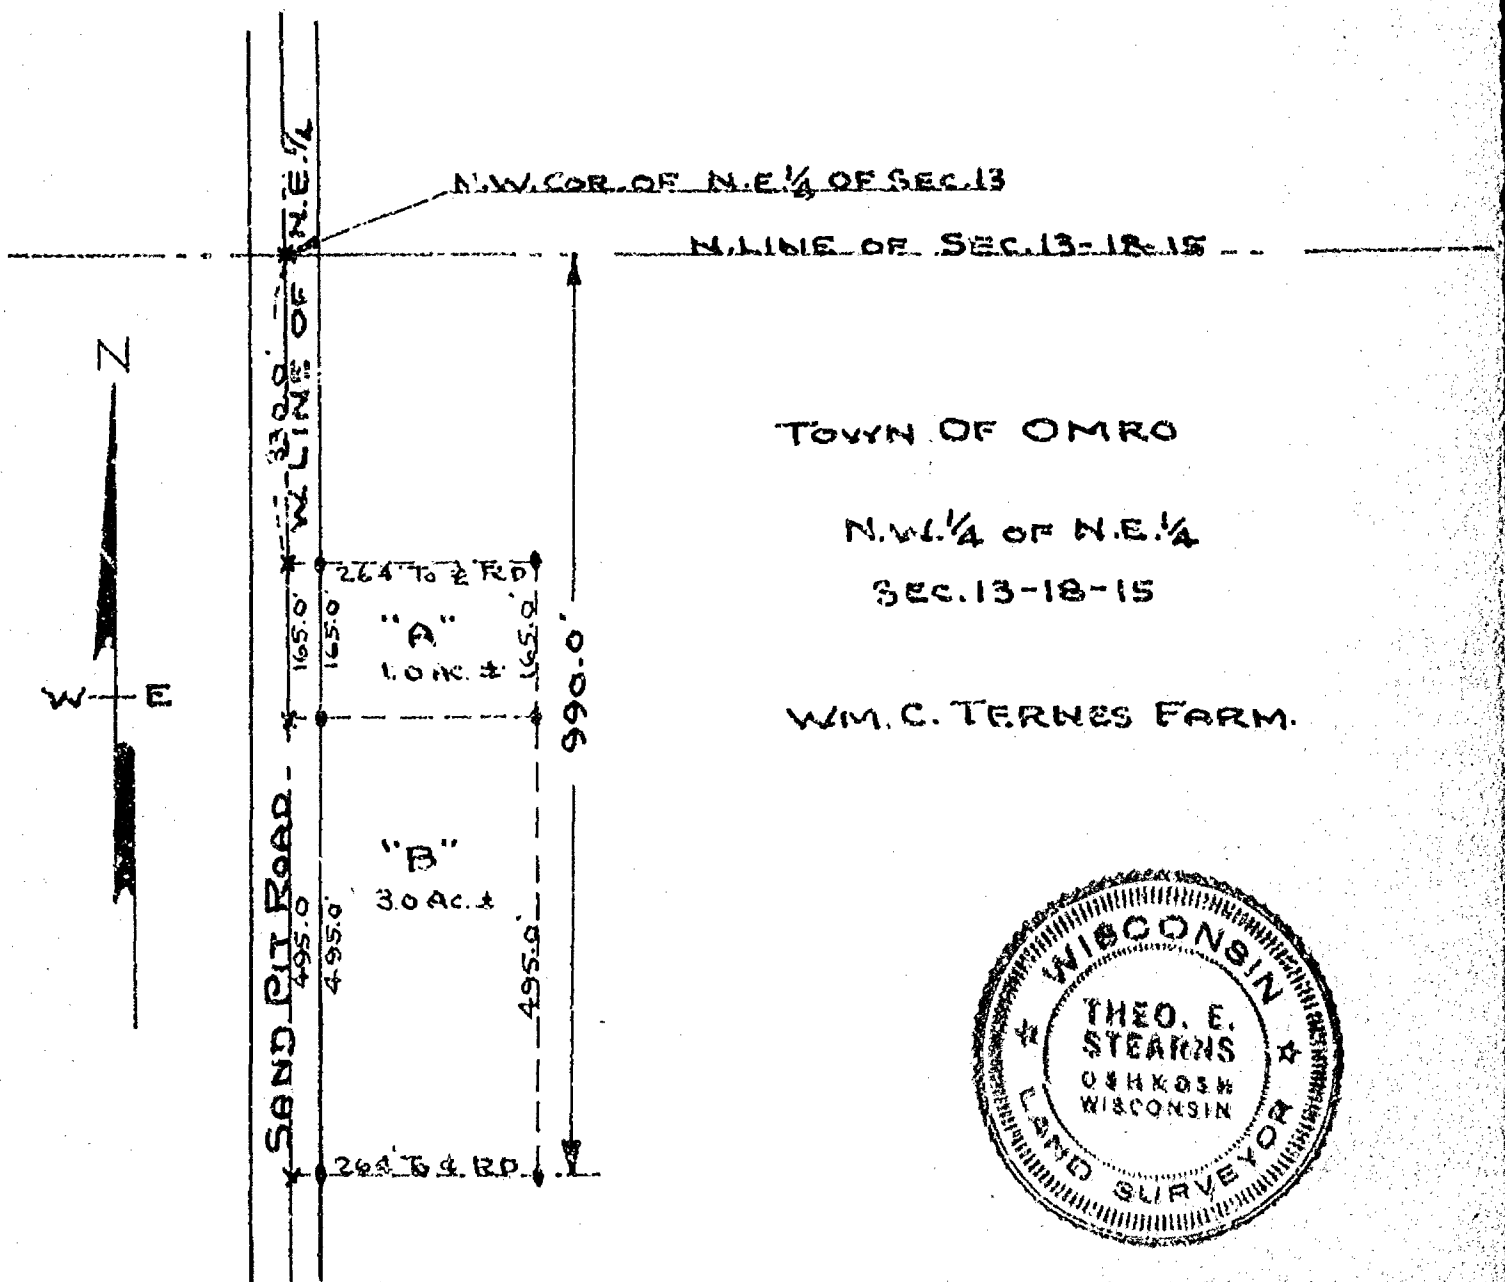 N.W. COR. OF N.E.¼ OF SEC.13
N. LINE OF SEC.13-18-15
W. LINE OF N.E.¼
330.0'
N
W E
TOWN OF OMRO
N.W.¼ OF N.E.¼
SEC.13-18-15
WM. C. TERNES FARM.
264' TO ℄ RD
165.0'
165.0'
"A"
1.0 AC. ±
165.0'
990.0'
"B"
3.0 AC. ±
SAND PIT ROAD
495.0
495.0'
495.0'
264' TO ℄ RD
WISCONSIN
THEO. E.
STEARNS
OSHKOSH
WISCONSIN
LAND SURVEYOR